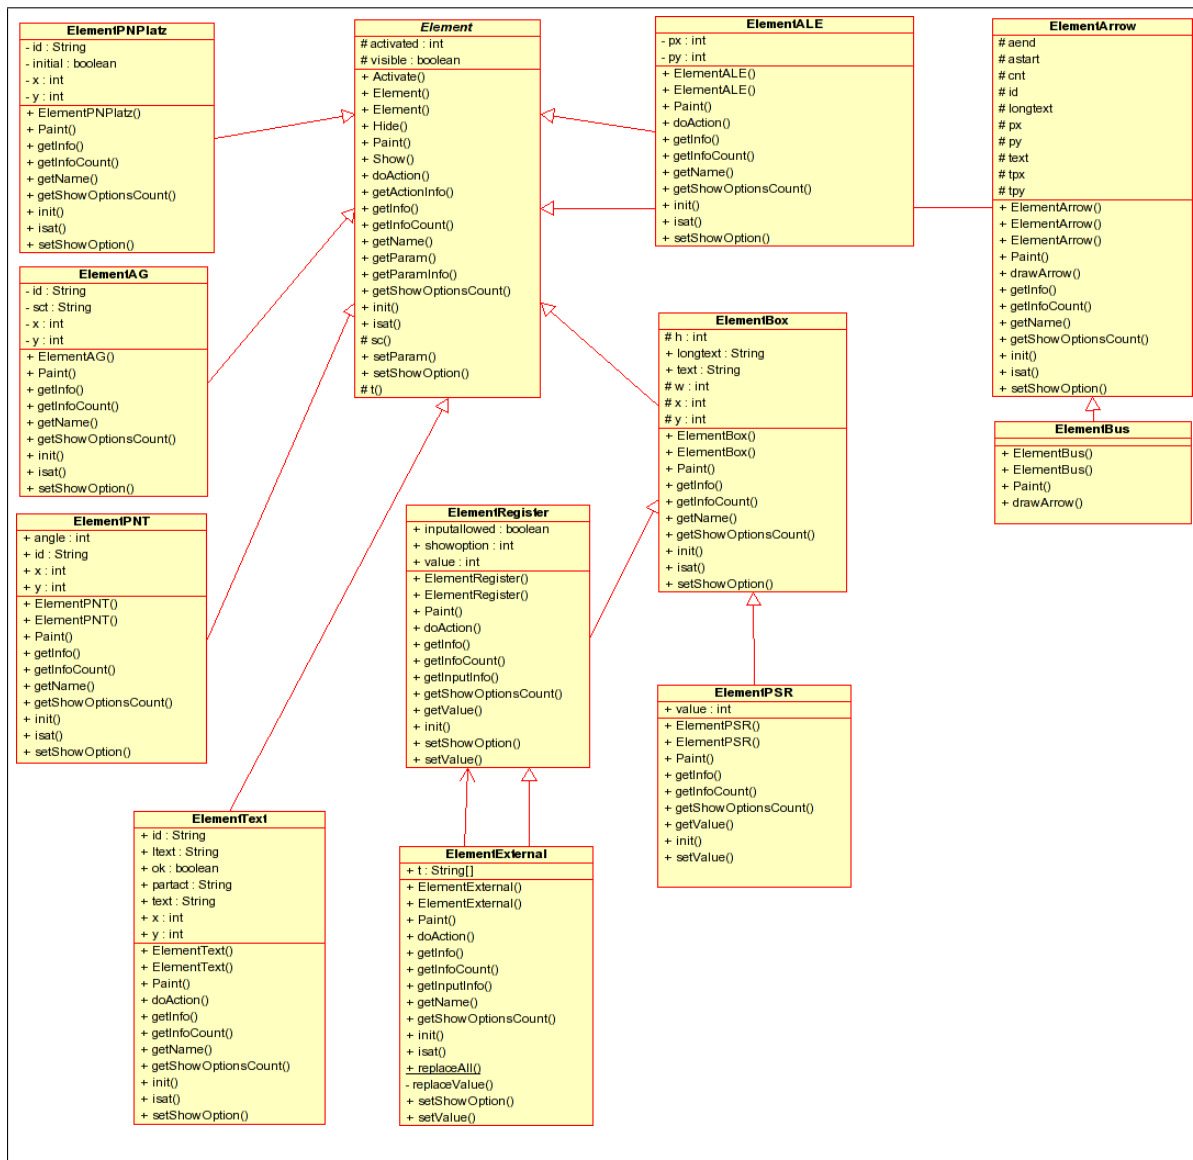 ElementPNPlatz
- id : String
- initial : boolean
- x : int
- y : int
+ ElementPNPlatz()
+ Paint()
+ getInfo()
+ getInfoCount()
+ getName()
+ getShowOptionsCount()
+ init()
+ isat()
+ setShowOption()
ElementAG
- id : String
- sct : String
- x : int
- y : int
+ ElementAG()
+ Paint()
+ getInfo()
+ getInfoCount()
+ getName()
+ getShowOptionsCount()
+ init()
+ isat()
+ setShowOption()
ElementPNT
+ angle : int
+ id : String
+ x : int
+ y : int
+ ElementPNT()
+ ElementPNT()
+ Paint()
+ getInfo()
+ getInfoCount()
+ getName()
+ getShowOptionsCount()
+ init()
+ isat()
+ setShowOption()
Element
# activated : int
# visible : boolean
+ Activate()
+ Element()
+ Element()
+ Hide()
+ Paint()
+ Show()
+ doAction()
+ getActionInfo()
+ getInfo()
+ getInfoCount()
+ getName()
+ getParam()
+ getParamInfo()
+ getShowOptionsCount()
+ init()
+ isat()
# sc()
+ setParam()
+ setShowOption()
# t()
ElementALE
- px : int
- py : int
+ ElementALE()
+ ElementALE()
+ Paint()
+ doAction()
+ getInfo()
+ getInfoCount()
+ getName()
+ getShowOptionsCount()
+ init()
+ isat()
+ setShowOption()
ElementArrow
# aend
# astart
# cnt
# id
# longtext
# px
# py
# text
# tpx
# tpy
+ ElementArrow()
+ ElementArrow()
+ ElementArrow()
+ Paint()
+ drawArrow()
+ getInfo()
+ getInfoCount()
+ getName()
+ getShowOptionsCount()
+ init()
+ isat()
+ setShowOption()
ElementBus
+ ElementBus()
+ ElementBus()
+ Paint()
+ drawArrow()
ElementBox
# h : int
+ longtext : String
+ text : String
# w : int
# x : int
# y : int
+ ElementBox()
+ ElementBox()
+ Paint()
+ getInfo()
+ getInfoCount()
+ getName()
+ getShowOptionsCount()
+ init()
+ isat()
+ setShowOption()
ElementRegister
+ inputallowed : boolean
+ showoption : int
+ value : int
+ ElementRegister()
+ ElementRegister()
+ Paint()
+ doAction()
+ getInfo()
+ getInfoCount()
+ getInputInfo()
+ getShowOptionsCount()
+ getValue()
+ init()
+ setShowOption()
+ setValue()
ElementPSR
+ value : int
+ ElementPSR()
+ ElementPSR()
+ Paint()
+ getInfo()
+ getInfoCount()
+ getShowOptionsCount()
+ getValue()
+ init()
+ setValue()
ElementText
+ id : String
+ ltext : String
+ ok : boolean
+ partact : String
+ text : String
+ x : int
+ y : int
+ ElementText()
+ ElementText()
+ Paint()
+ doAction()
+ getInfo()
+ getInfoCount()
+ getName()
+ getShowOptionsCount()
+ init()
+ isat()
+ setShowOption()
ElementExternal
+ t : String[]
+ ElementExternal()
+ ElementExternal()
+ Paint()
+ doAction()
+ getInfo()
+ getInfoCount()
+ getInputInfo()
+ getName()
+ getShowOptionsCount()
+ init()
+ isat()
+ replaceAll()
- replaceValue()
+ setShowOption()
+ setValue()